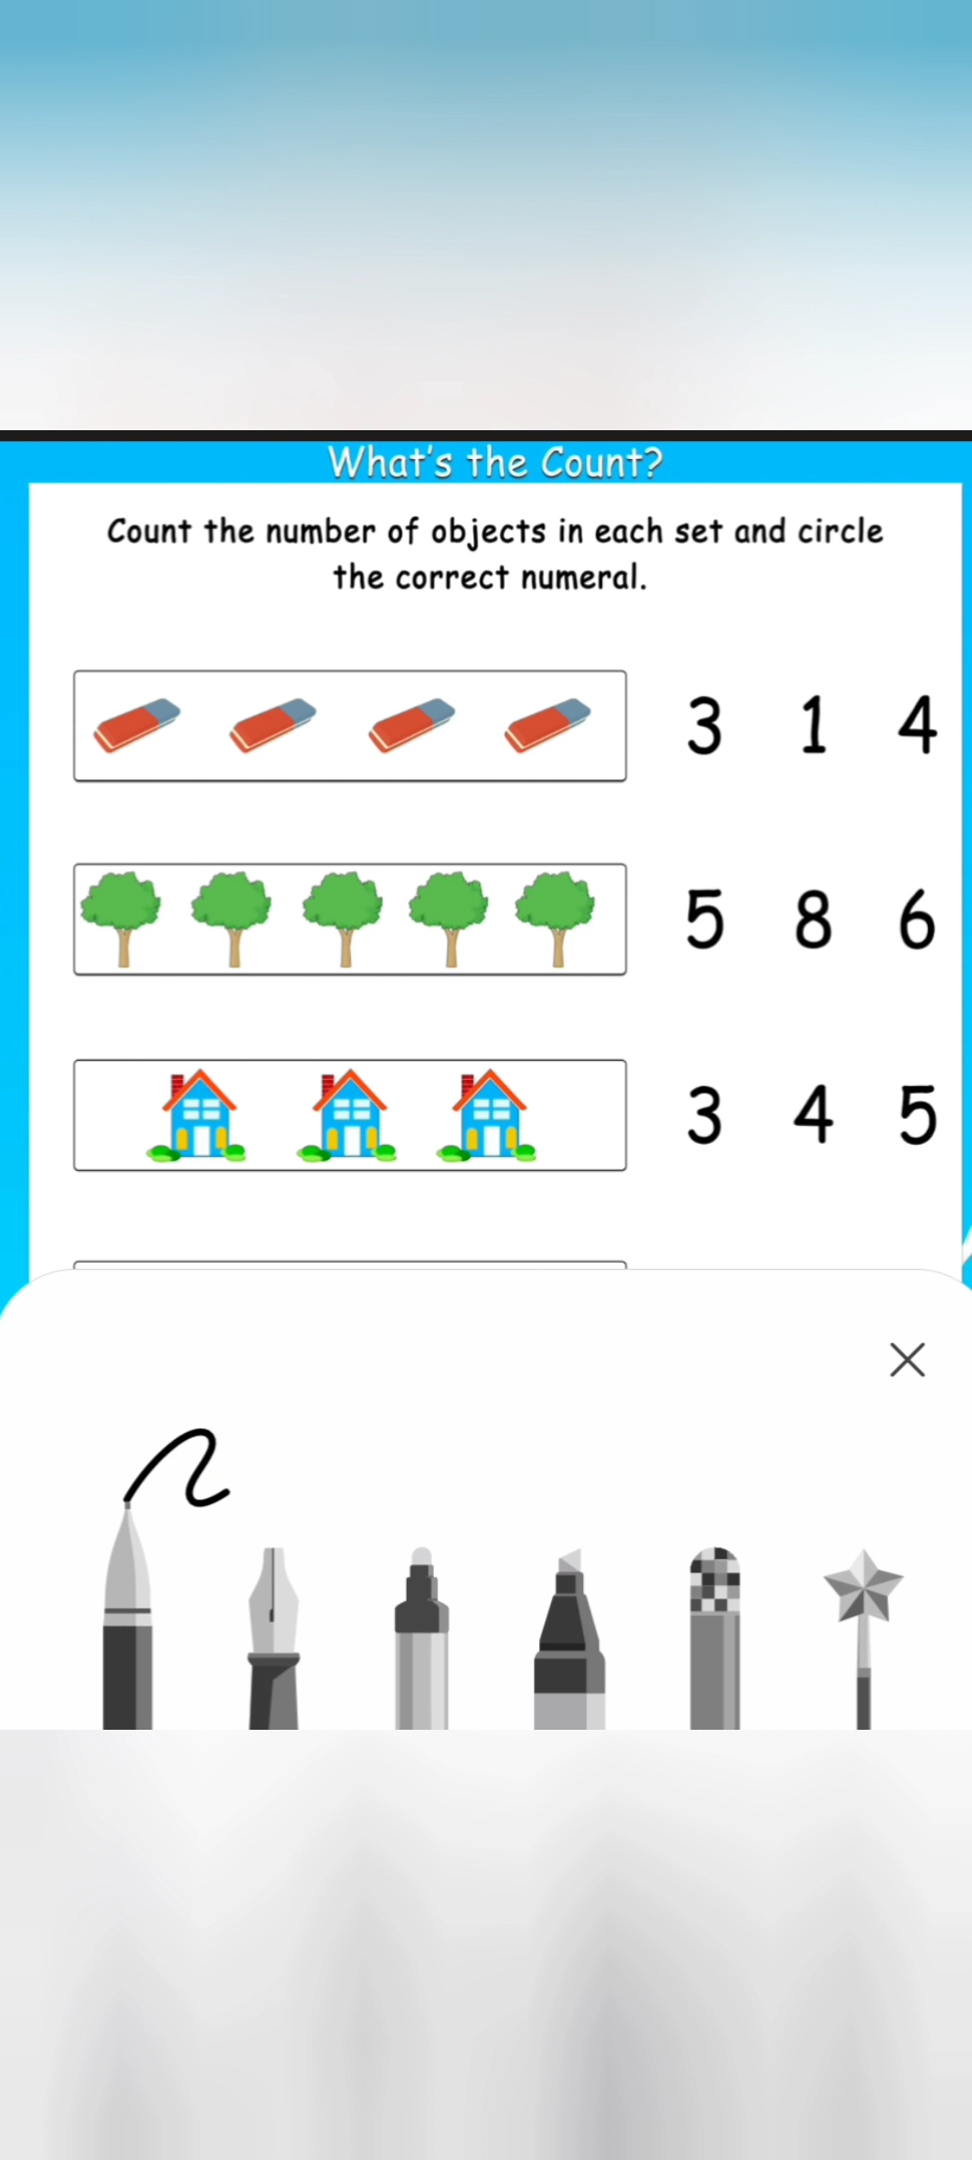 What's the Count?
Count the number of objects in each set and circle
the correct numeral.
3 1 4
5 8 6
3 4 5